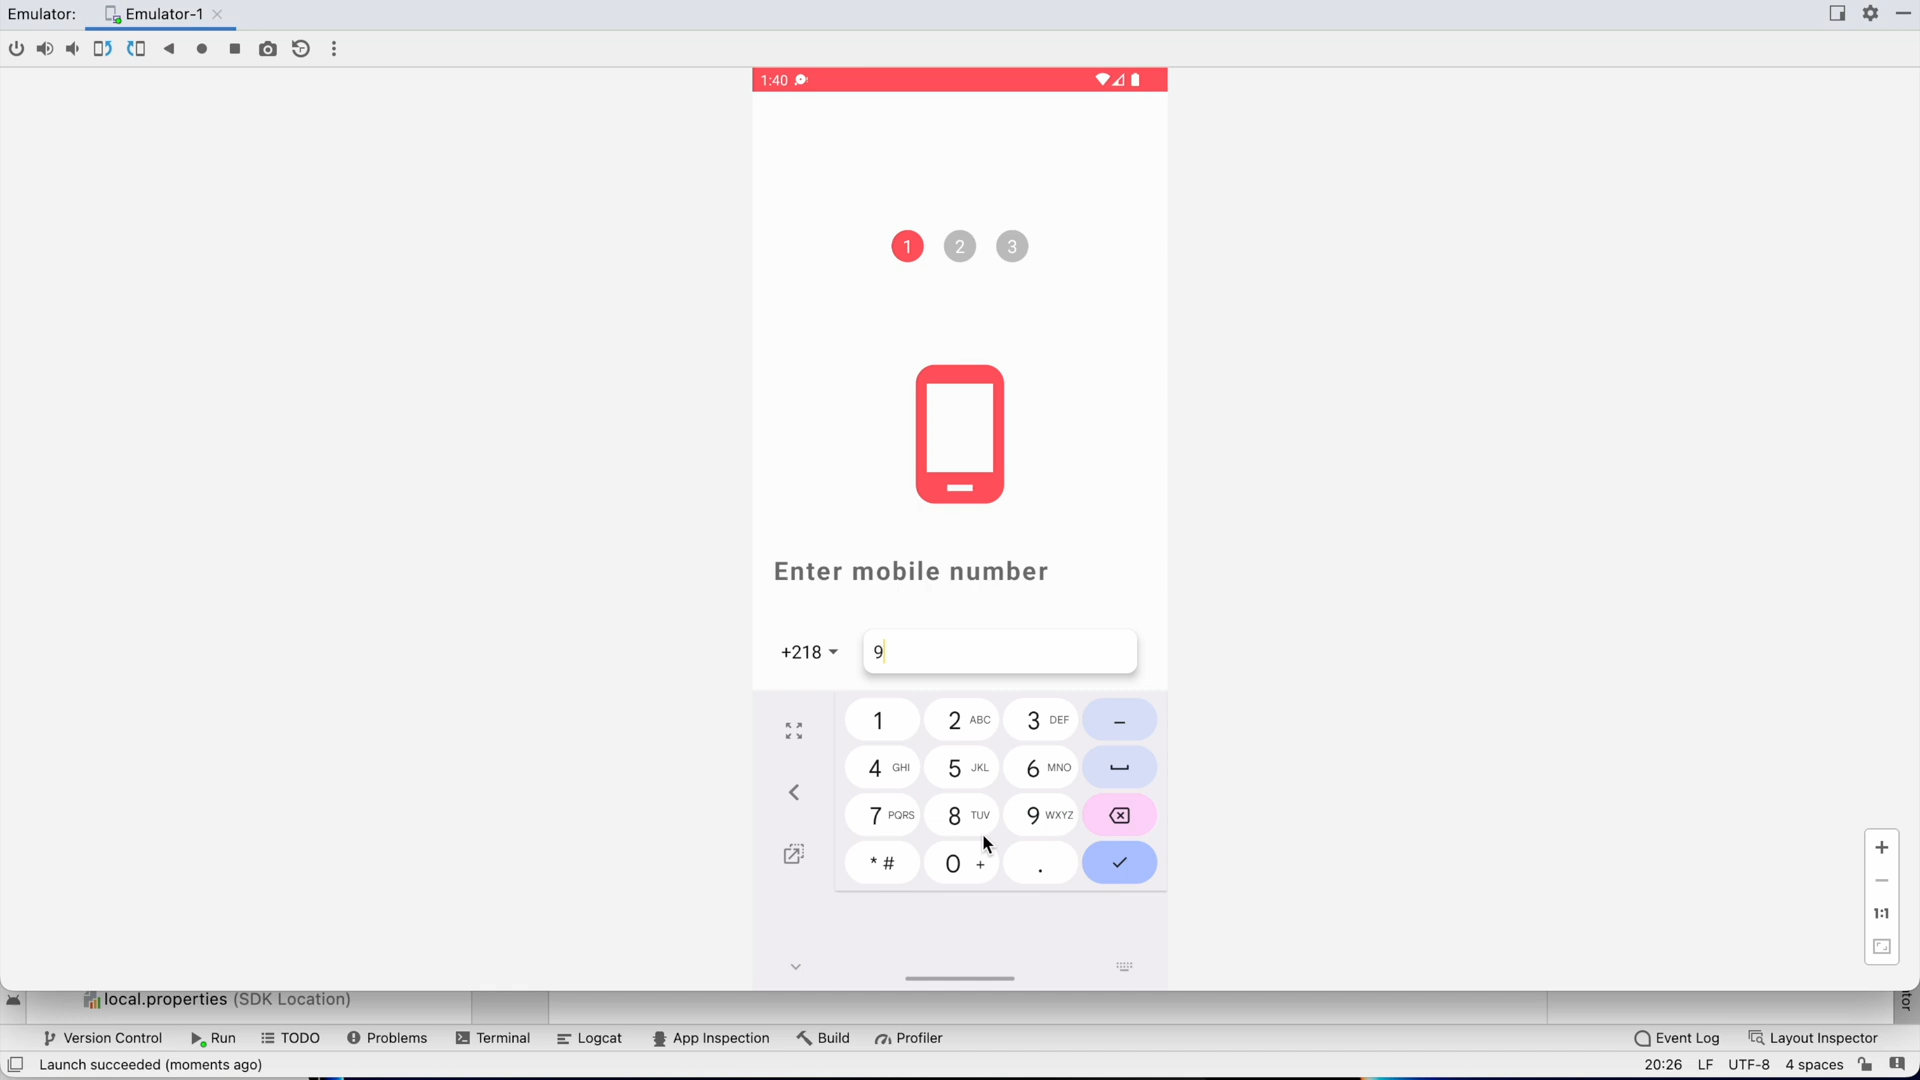 Emulator: Emulator-1
1:40
1 2 3
Enter mobile number
+218 9
1 2 ABC 3 DEF –
4 GHI 5 JKL 6 MNO
7 PQRS 8 TUV 9 WXYZ
* # 0 + .
1:1
local.properties (SDK Location)
Version Control Run TODO Problems Terminal Logcat App Inspection Build Profiler Event Log Layout Inspector
Launch succeeded (moments ago) 20:26 LF UTF-8 4 spaces